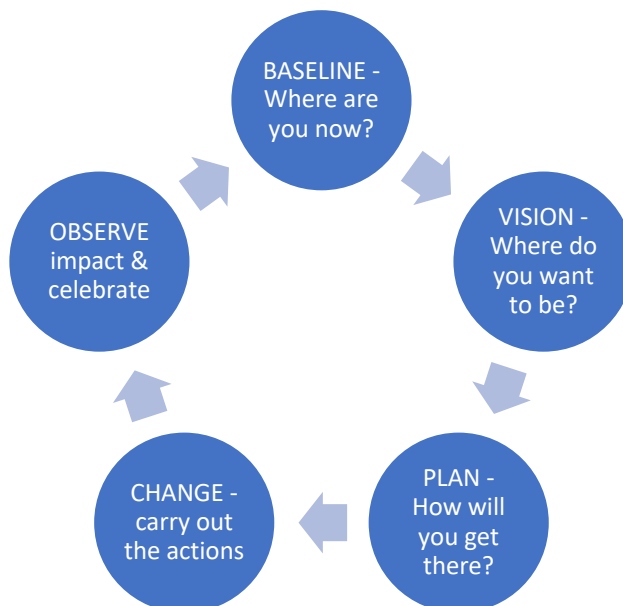 BASELINE -
Where are
you now?
VISION -
Where do
you want
to be?
PLAN -
How will
you get
there?
CHANGE -
carry out
the actions
OBSERVE
impact &
celebrate